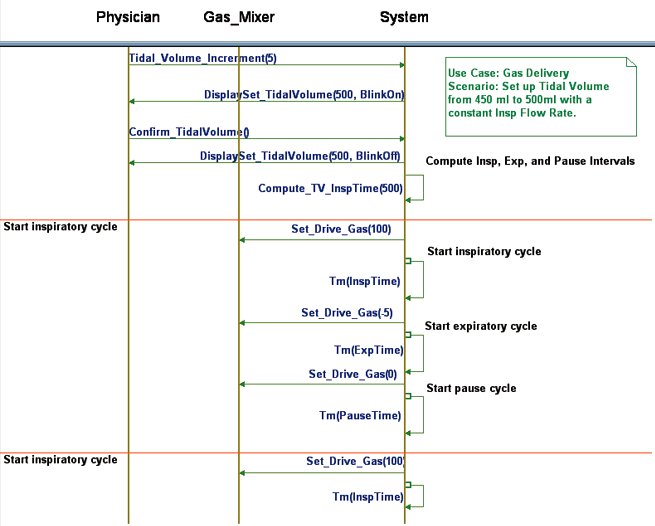 Physician Gas_Mixer System
Tidal_Volume_Increment(5)
Use Case: Gas Delivery
Scenario: Set up Tidal Volume
from 450 ml to 500ml with a
constant Insp Flow Rate.
DisplaySet_TidalVolume(500, BlinkOn)
Confirm_TidalVolume()
DisplaySet_TidalVolume(500, BlinkOff)
Compute Insp, Exp, and Pause Intervals
Compute_TV_InspTime(500)
Start inspiratory cycle
Set_Drive_Gas(100)
Start inspiratory cycle
Tm(InspTime)
Set_Drive_Gas(-5)
Start expiratory cycle
Tm(ExpTime)
Set_Drive_Gas(0)
Start pause cycle
Tm(PauseTime)
Start inspiratory cycle
Set_Drive_Gas(100)
Tm(InspTime)